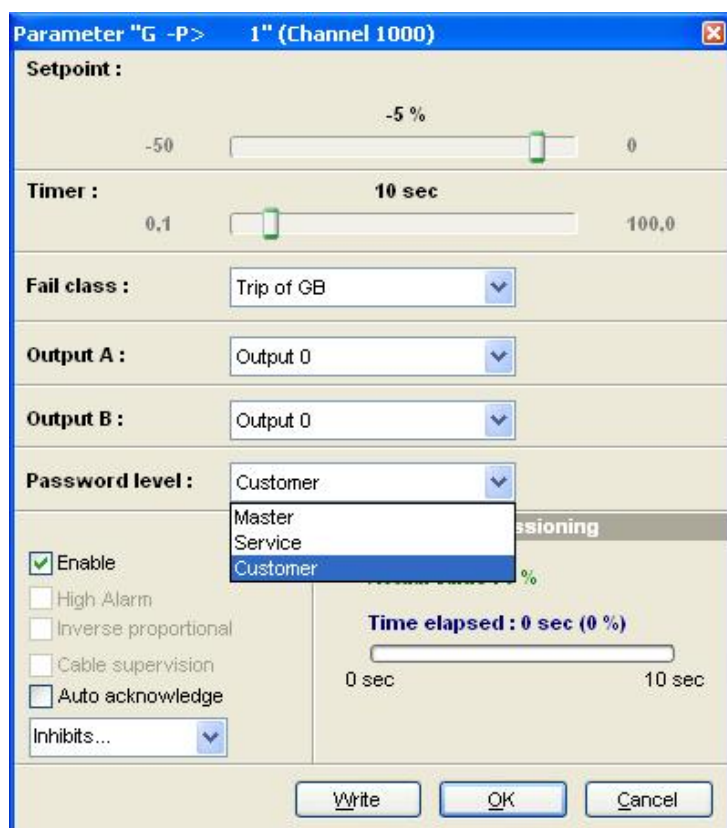 Parameter "G -P> 1" (Channel 1000)
Setpoint :
-5 %
-50
0
Timer :
10 sec
0,1
100,0
Fail class :
Trip of GB
Output A :
Output 0
Output B :
Output 0
Password level :
Customer
Master
Service
Customer
ssioning
Enable
%
High Alarm
Inverse proportional
Time elapsed : 0 sec (0 %)
Cable supervision
0 sec
10 sec
Auto acknowledge
Inhibits...
Write
OK
Cancel